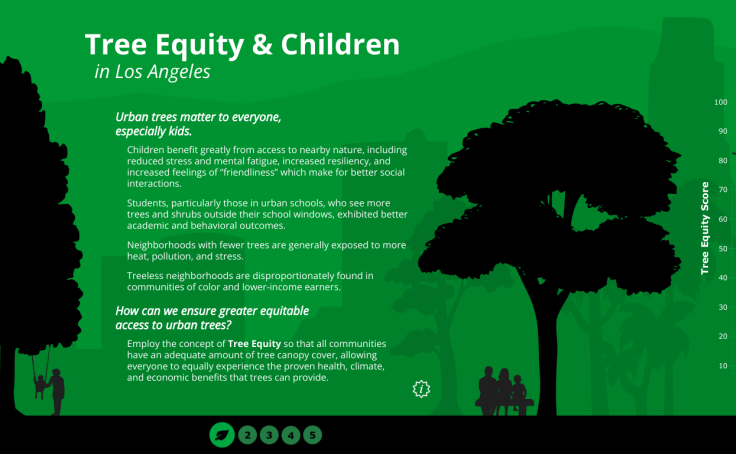 Tree Equity & Children
in Los Angeles
Urban trees matter to everyone,
especially kids.
Children benefit greatly from access to nearby nature, including
reduced stress and mental fatigue, increased resiliency, and
increased feelings of “friendliness” which make for better social
interactions.
Students, particularly those in urban schools, who see more
trees and shrubs outside their school windows, exhibited better
academic and behavioral outcomes.
Neighborhoods with fewer trees are generally exposed to more
heat, pollution, and stress.
Treeless neighborhoods are disproportionately found in
communities of color and lower-income earners.
How can we ensure greater equitable
access to urban trees?
Employ the concept of Tree Equity so that all communities
have an adequate amount of tree canopy cover, allowing
everyone to equally experience the proven health, climate,
and economic benefits that trees can provide.
i
100
90
80
70
60
50
40
30
20
10
Tree Equity Score
2 3 4 5